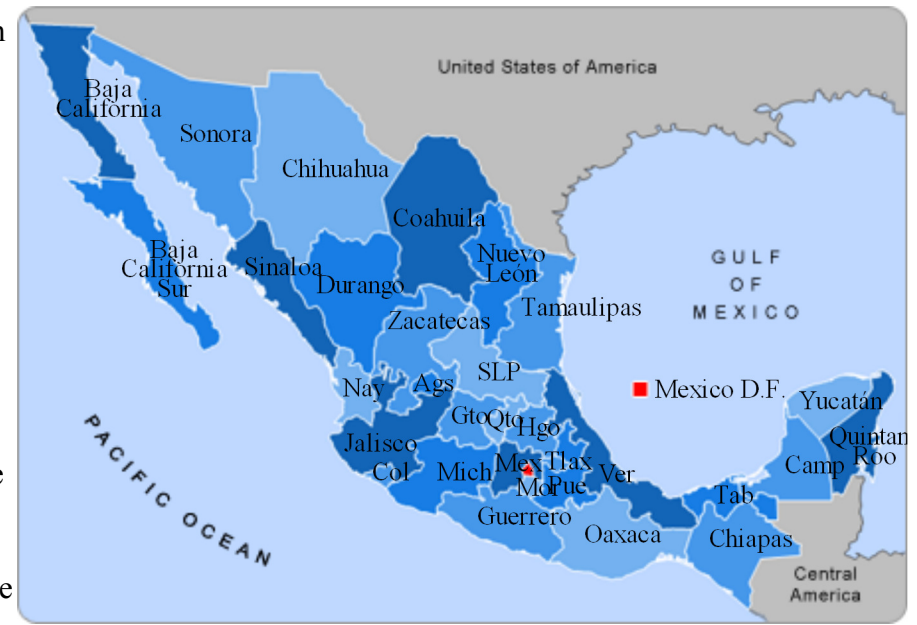 United States of America
Baja
California
Sonora
Chihuahua
Coahuila
Nuevo
León
Baja
California
Sur
Sinaloa
Durango
Tamaulipas
Zacatecas
GULF
OF
MEXICO
SLP
Nay
Ags
Mexico D.F.
Yucatán
Gto
Qto
Hgo
Jalisco
Quintan
Roo
Col
Mich
Mex
Tlax
Ver
Camp
Mor
Pue
Tab
Guerrero
Oaxaca
Chiapas
PACIFIC OCEAN
Central
America